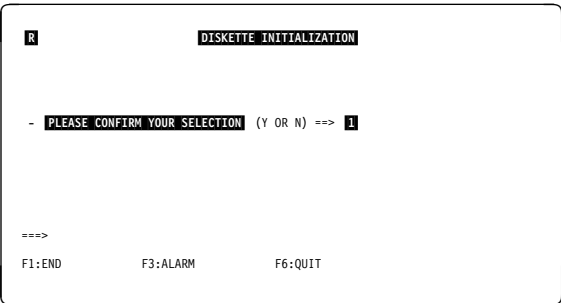 R DISKETTE INITIALIZATION
- PLEASE CONFIRM YOUR SELECTION (Y OR N) ==> 1
===>
F1:END F3:ALARM F6:QUIT